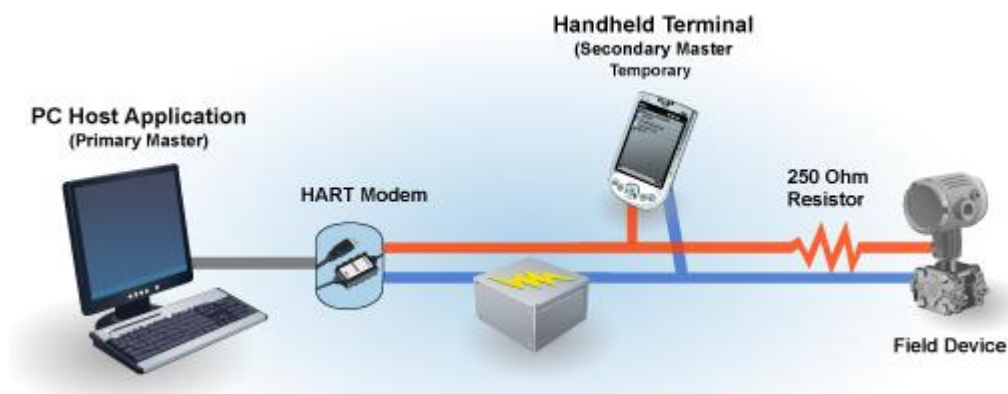 Handheld Terminal
(Secondary Master
Temporary
PC Host Application
(Primary Master)
HART Modem
250 Ohm
Resistor
Field Device